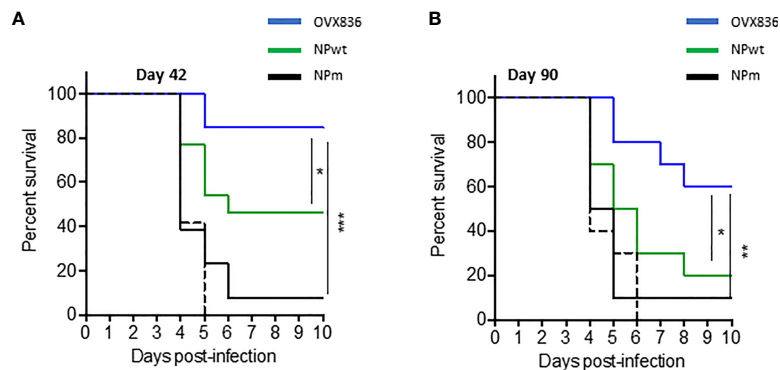 A
OVX836
NPwt
NPm
Day 42
Percent survival
100
80
60
40
20
0
0 1 2 3 4 5 6 7 8 9 10
Days post-infection
*
***
B
OVX836
NPwt
NPm
Day 90
Percent survival
100
80
60
40
20
0
0 1 2 3 4 5 6 7 8 9 10
Days post-infection
*
**